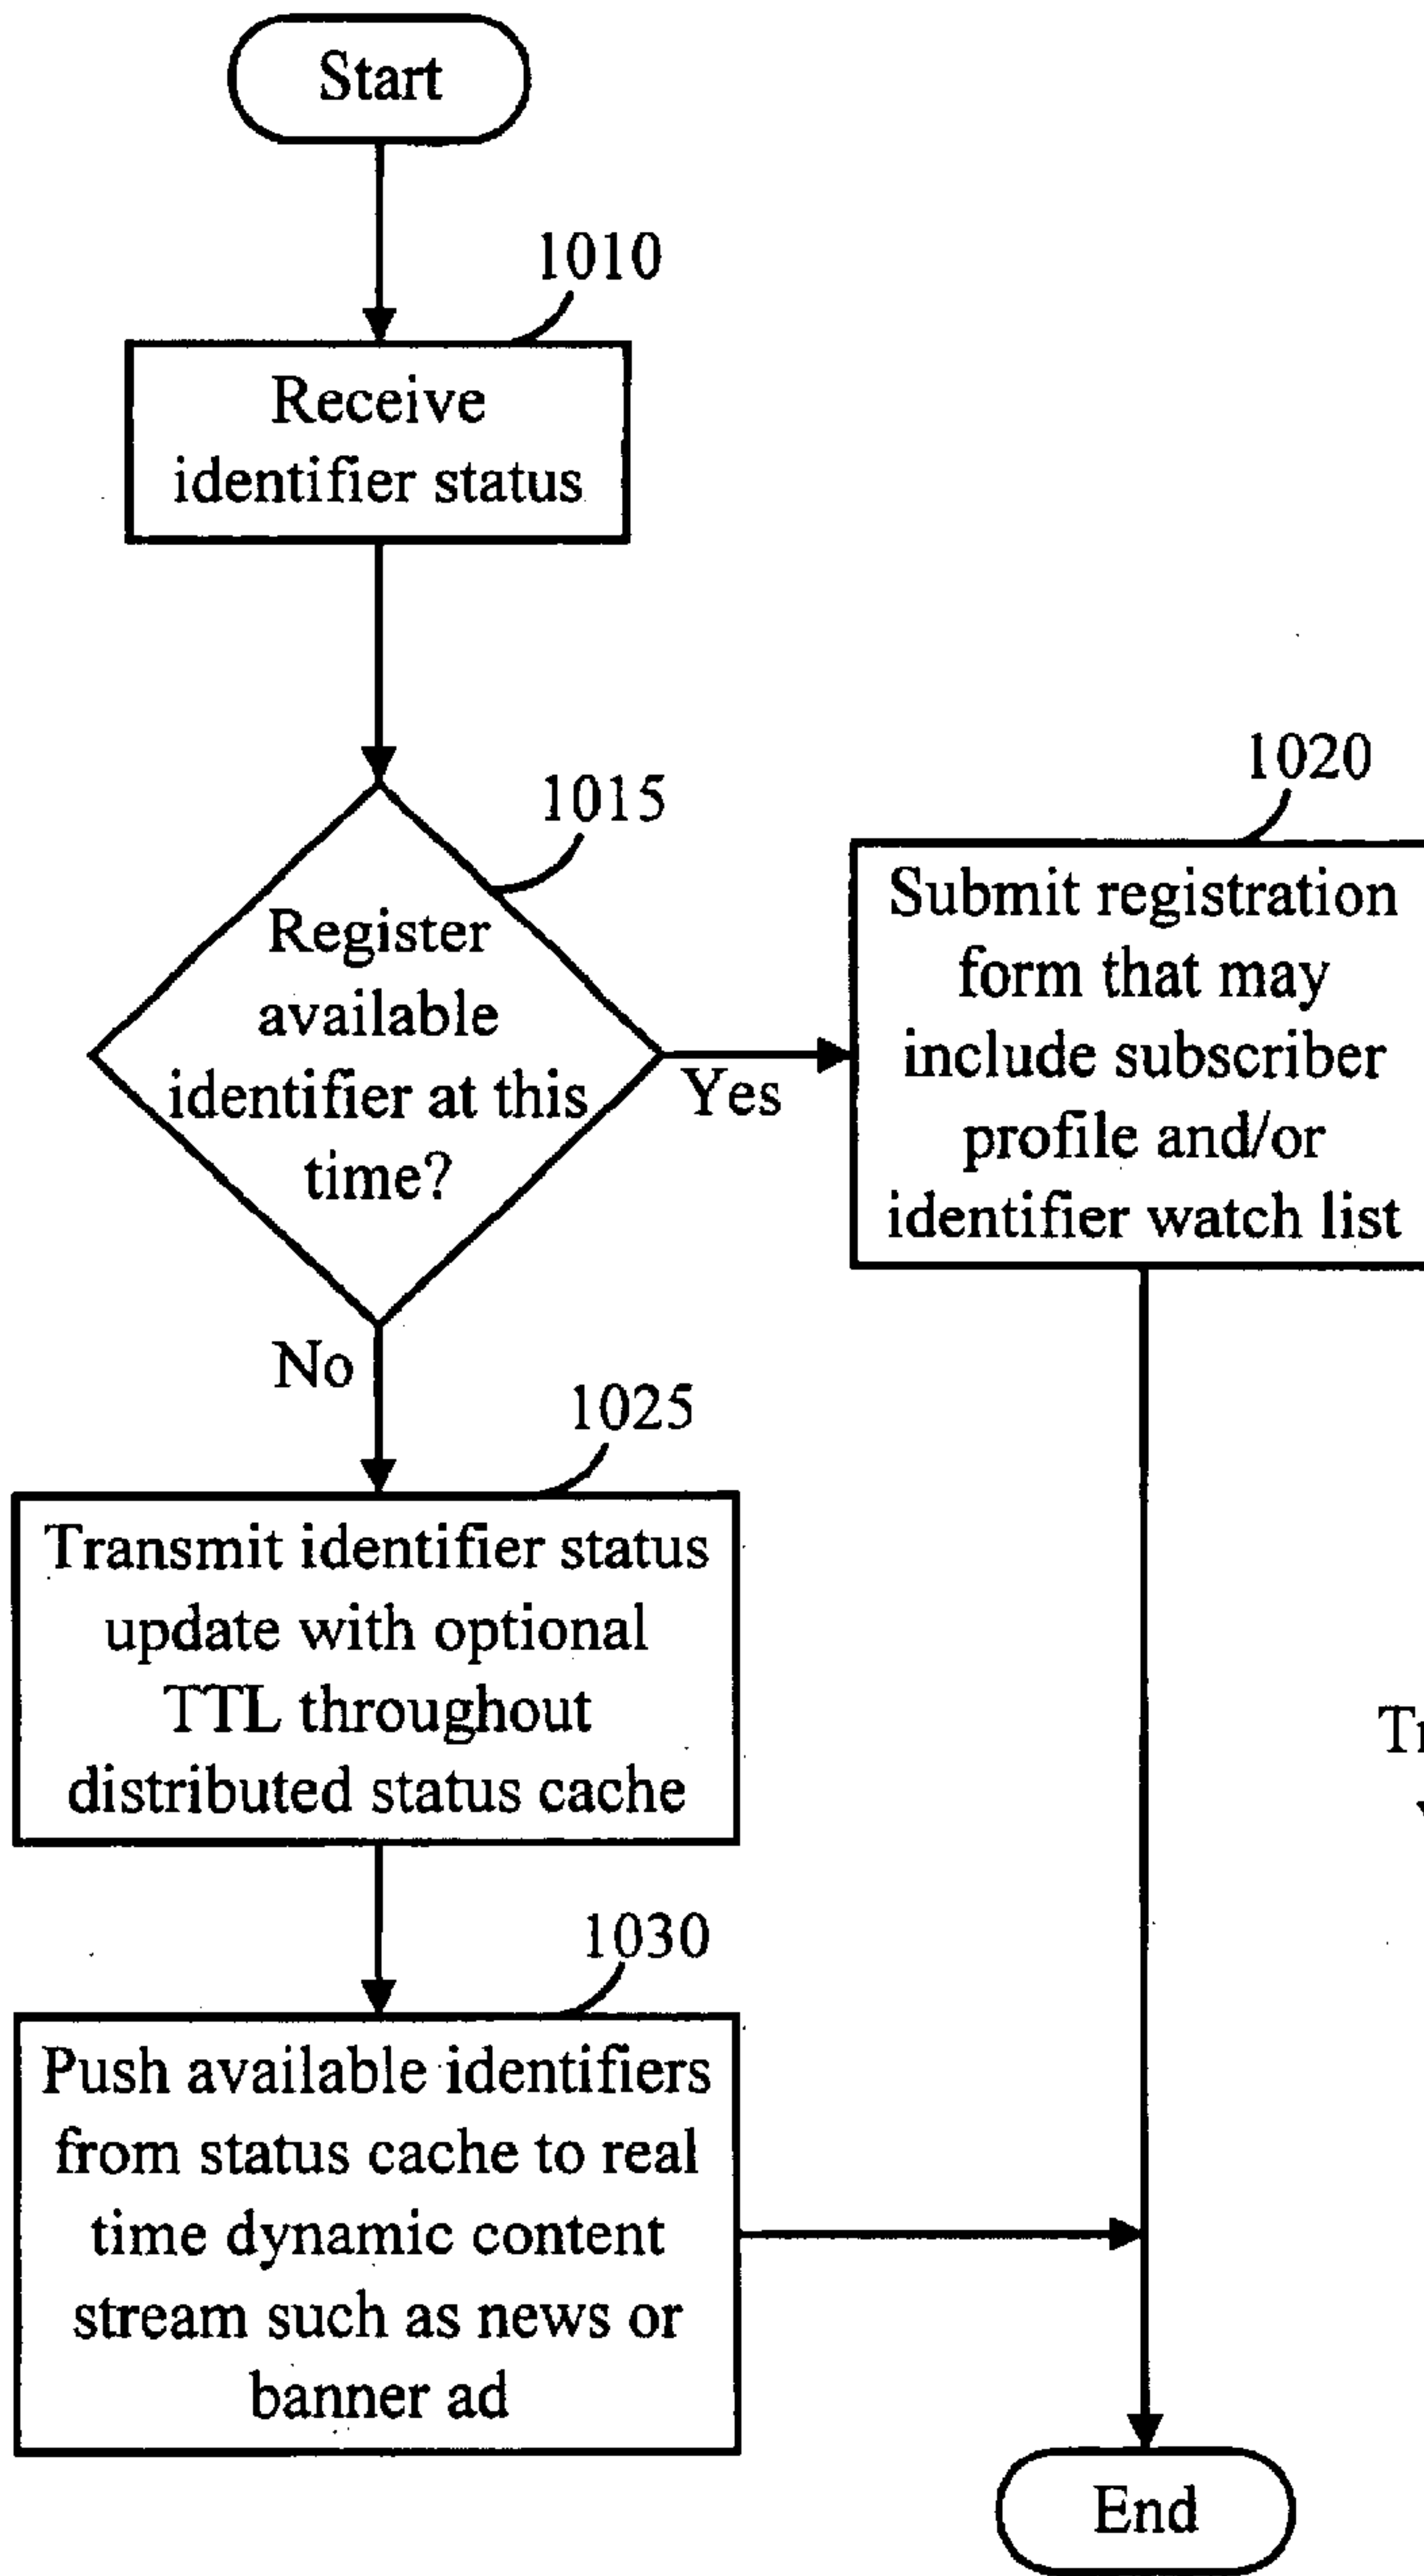 Start
1010
Receive
identifier status
1015
Register
available
identifier at this
time?
Yes
1020
Submit registration
form that may
include subscriber
profile and/or
identifier watch list
No
1025
Transmit identifier status
update with optional
TTL throughout
distributed status cache
1030
Push available identifiers
from status cache to real
time dynamic content
stream such as news or
banner ad
End